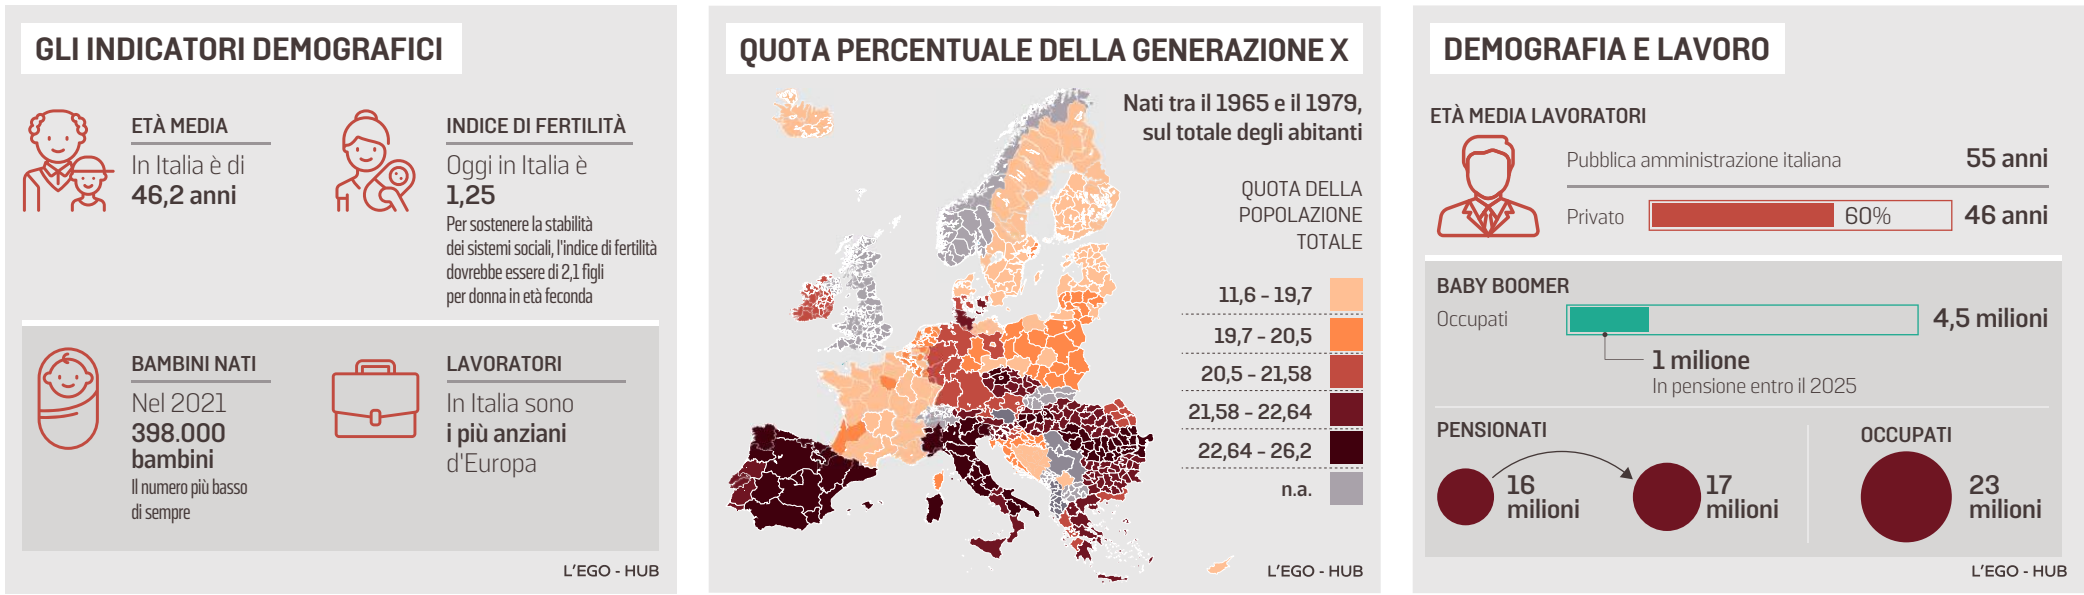 GLI INDICATORI DEMOGRAFICI
ETÀ MEDIA
In Italia è di
46,2 anni
INDICE DI FERTILITÀ
Oggi in Italia è
1,25
Per sostenere la stabilità
dei sistemi sociali, l'indice di fertilità
dovrebbe essere di 2,1 figli
per donna in età feconda
BAMBINI NATI
Nel 2021
398.000
bambini
Il numero più basso
di sempre
LAVORATORI
In Italia sono
i più anziani
d'Europa
L'EGO - HUB
QUOTA PERCENTUALE DELLA GENERAZIONE X
Nati tra il 1965 e il 1979,
sul totale degli abitanti
QUOTA DELLA
POPOLAZIONE
TOTALE
11,6 - 19,7
19,7 - 20,5
20,5 - 21,58
21,58 - 22,64
22,64 - 26,2
n.a.
L'EGO - HUB
DEMOGRAFIA E LAVORO
ETÀ MEDIA LAVORATORI
Pubblica amministrazione italiana 55 anni
Privato 60% 46 anni
BABY BOOMER
Occupati 4,5 milioni
1 milione
In pensione entro il 2025
PENSIONATI
16
milioni
17
milioni
OCCUPATI
23
milioni
L'EGO - HUB